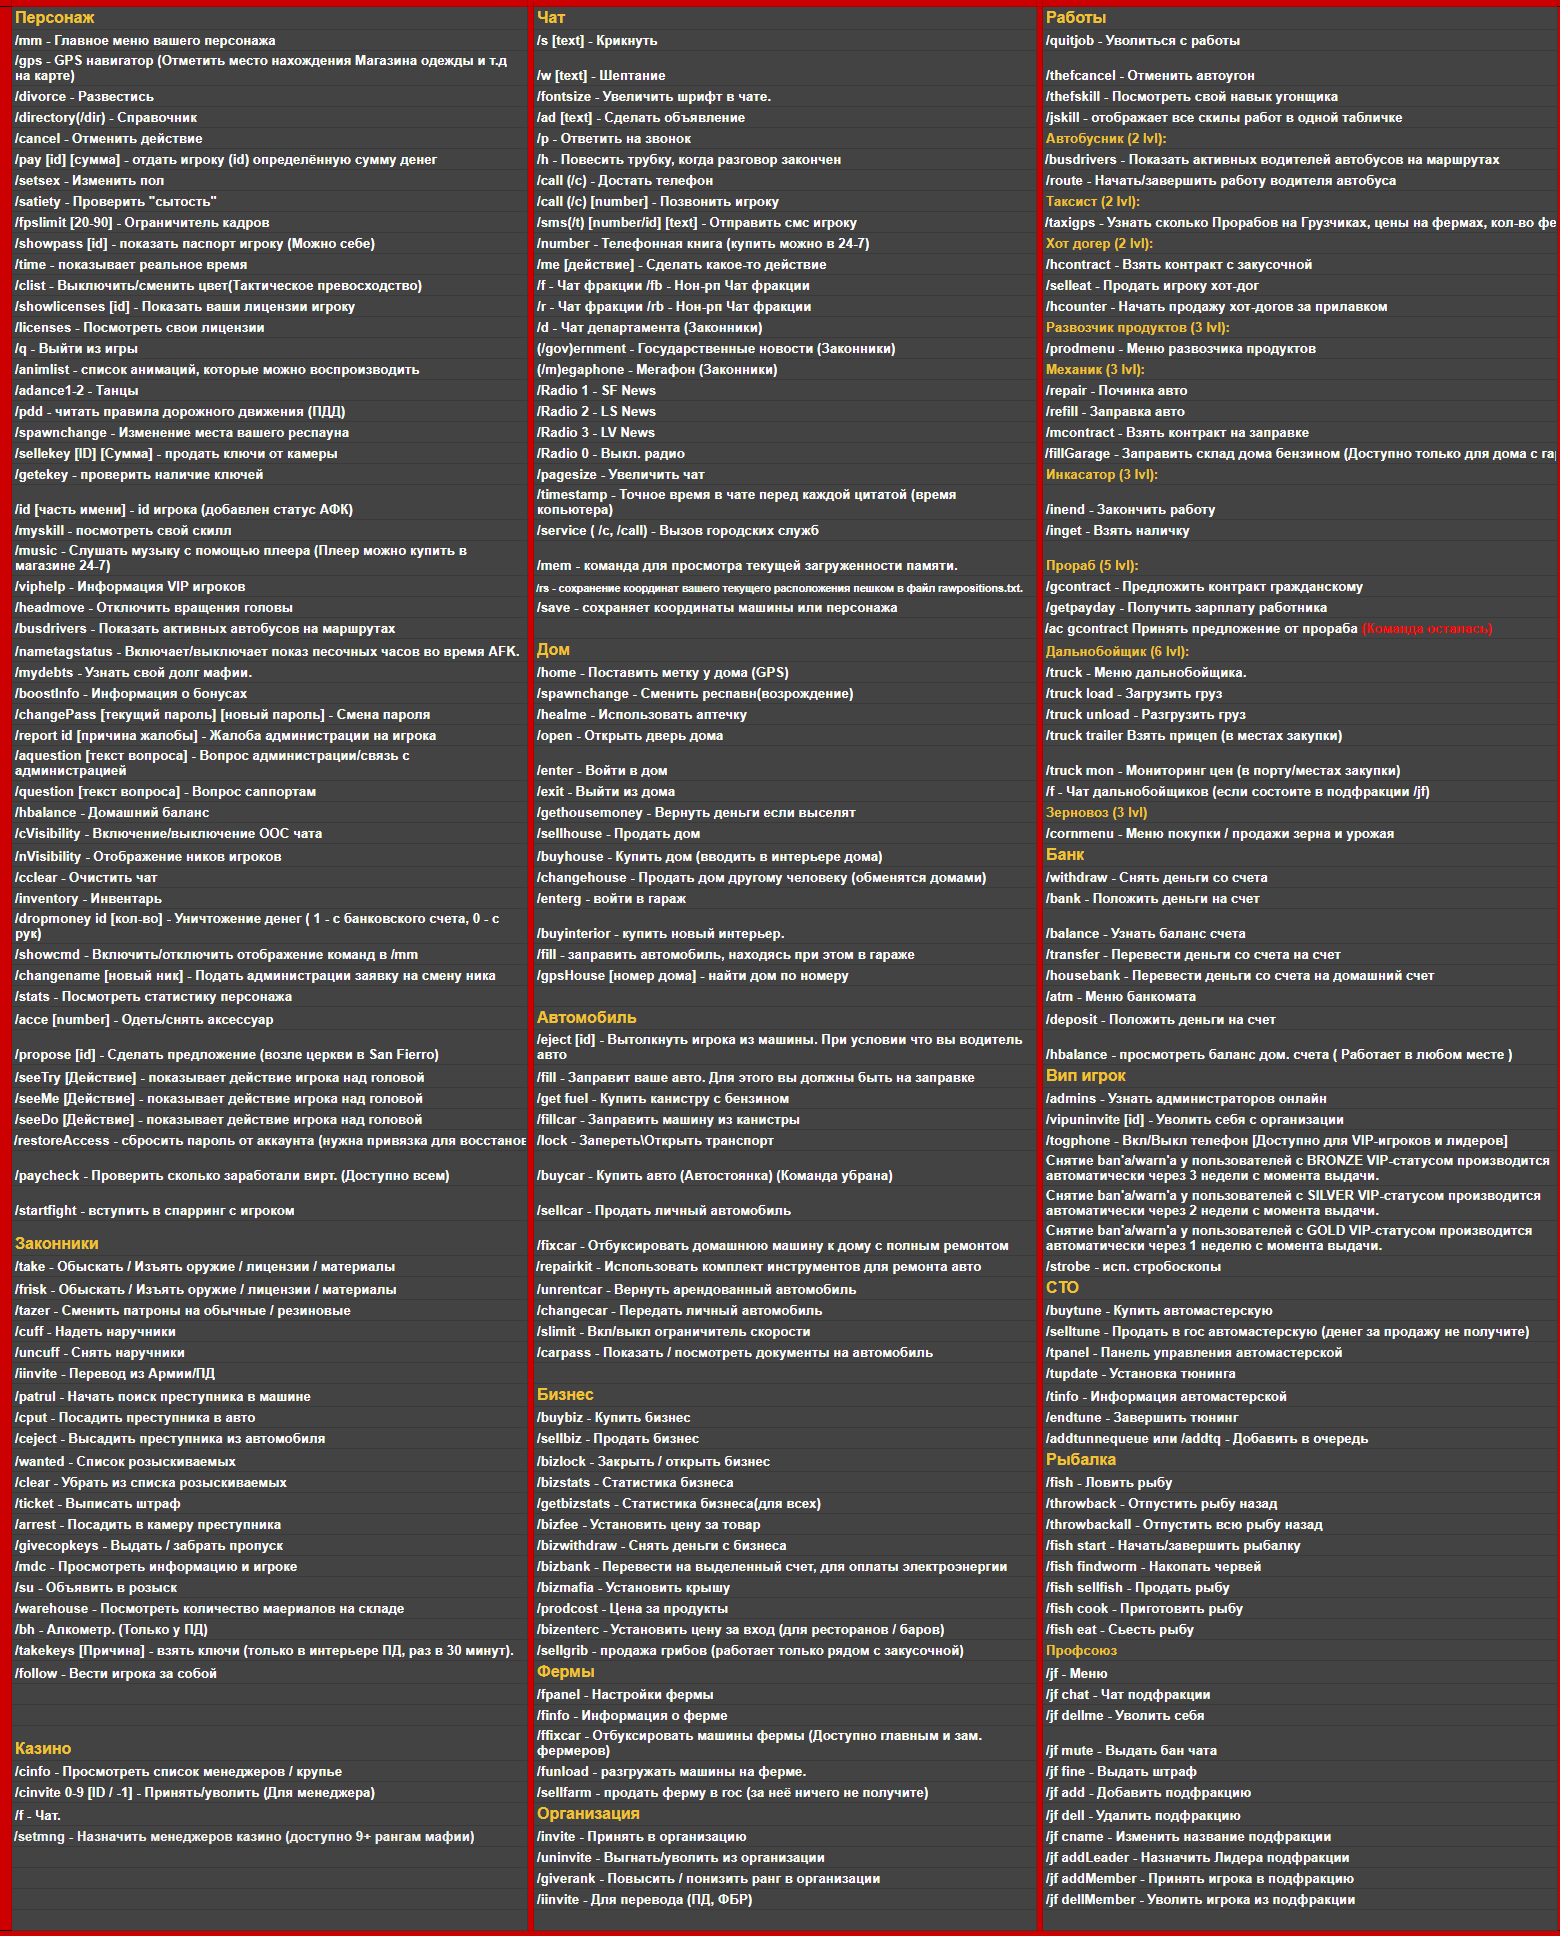 Персонаж
/mm - Главное меню вашего персонажа
/gps - GPS навигатор (Отметить место нахождения Магазина одежды и т.д
на карте)
/divorce - Развестись
/directory(/dir) - Справочник
/cancel - Отменить действие
/pay [id] [сумма] - отдать игроку (id) определённую сумму денег
/setsex - Изменить пол
/satiety - Проверить "сытость"
/fpslimit [20-90] - Ограничитель кадров
/showpass [id] - показать паспорт игроку (Можно себе)
/time - показывает реальное время
/clist - Выключить/сменить цвет(Тактическое превосходство)
/showlicenses [id] - Показать ваши лицензии игроку
/licenses - Посмотреть свои лицензии
/q - Выйти из игры
/animlist - список анимаций, которые можно воспроизводить
/adance1-2 - Танцы
/pdd - читать правила дорожного движения (ПДД)
/spawnchange - Изменение места вашего респауна
/sellekey [ID] [Сумма] - продать ключи от камеры
/getekey - проверить наличие ключей
/id [часть имени] - id игрока (добавлен статус АФК)
/myskill - посмотреть свой скилл
/music - Слушать музыку с помощью плеера (Плеер можно купить в
магазине 24-7)
/viphelp - Информация VIP игроков
/headmove - Отключить вращения головы
/busdrivers - Показать активных автобусов на маршрутах
/nametagstatus - Включает/выключает показ песочных часов во время AFK.
/mydebts - Узнать свой долг мафии.
/boostInfo - Информация о бонусах
/changePass [текущий пароль] [новый пароль] - Смена пароля
/report id [причина жалобы] - Жалоба администрации на игрока
/aquestion [текст вопроса] - Вопрос администрации/связь с
администрацией
/question [текст вопроса] - Вопрос саппортам
/hbalance - Домашний баланс
/cVisibility - Включение/выключение ООС чата
/nVisibility - Отображение ников игроков
/cclear - Очистить чат
/inventory - Инвентарь
/dropmoney id [кол-во] - Уничтожение денег ( 1 - с банковского счета, 0 - с
рук)
/showcmd - Включить/отключить отображение команд в /mm
/changename [новый ник] - Подать администрации заявку на смену ника
/stats - Посмотреть статистику персонажа
/acce [number] - Одеть/снять аксессуар
/propose [id] - Сделать предложение (возле церкви в San Fierro)
/seeTry [Действие] - показывает действие игрока над головой
/seeMe [Действие] - показывает действие игрока над головой
/seeDo [Действие] - показывает действие игрока над головой
/restoreAccess - сбросить пароль от аккаунта (нужна привязка для восстанов
/paycheck - Проверить сколько заработали вирт. (Доступно всем)
/startfight - вступить в спарринг с игроком
Законники
/take - Обыскать / Изъять оружие / лицензии / материалы
/frisk - Обыскать / Изъять оружие / лицензии / материалы
/tazer - Сменить патроны на обычные / резиновые
/cuff - Надеть наручники
/uncuff - Снять наручники
/iinvite - Перевод из Армии/ПД
/patrul - Начать поиск преступника в машине
/cput - Посадить преступника в авто
/ceject - Высадить преступника из автомобиля
/wanted - Список розыскиваемых
/clear - Убрать из списка розыскиваемых
/ticket - Выписать штраф
/arrest - Посадить в камеру преступника
/givecopkeys - Выдать / забрать пропуск
/mdc - Просмотреть информацию и игроке
/su - Объявить в розыск
/warehouse - Посмотреть количество маериалов на складе
/bh - Алкометр. (Только у ПД)
/takekeys [Причина] - взять ключи (только в интерьере ПД, раз в 30 минут).
/follow - Вести игрока за собой
Казино
/cinfo - Просмотреть список менеджеров / крупье
/cinvite 0-9 [ID / -1] - Принять/уволить (Для менеджера)
/f - Чат.
/setmng - Назначить менеджеров казино (доступно 9+ рангам мафии)
Чат
/s [text] - Крикнуть
/w [text] - Шептание
/fontsize - Увеличить шрифт в чате.
/ad [text] - Сделать объявление
/p - Ответить на звонок
/h - Повесить трубку, когда разговор закончен
/call (/c) - Достать телефон
/call (/c) [number] - Позвонить игроку
/sms(/t) [number/id] [text] - Отправить смс игроку
/number - Телефонная книга (купить можно в 24-7)
/me [действие] - Сделать какое-то действие
/f - Чат фракции /fb - Нон-рп Чат фракции
/r - Чат фракции /rb - Нон-рп Чат фракции
/d - Чат департамента (Законники)
(/gov)ernment - Государственные новости (Законники)
(/m)egaphone - Мегафон (Законники)
/Radio 1 - SF News
/Radio 2 - LS News
/Radio 3 - LV News
/Radio 0 - Выкл. радио
/pagesize - Увеличить чат
/timestamp - Точное время в чате перед каждой цитатой (время
копьютера)
/service ( /c, /call) - Вызов городских служб
/mem - команда для просмотра текущей загруженности памяти.
/rs - сохранение координат вашего текущего расположения пешком в файл rawpositions.txt.
/save - сохраняет координаты машины или персонажа
Дом
/home - Поставить метку у дома (GPS)
/spawnchange - Сменить респавн(возрождение)
/healme - Использовать аптечку
/open - Открыть дверь дома
/enter - Войти в дом
/exit - Выйти из дома
/gethousemoney - Вернуть деньги если выселят
/sellhouse - Продать дом
/buyhouse - Купить дом (вводить в интерьере дома)
/changehouse - Продать дом другому человеку (обменятся домами)
/enterg - войти в гараж
/buyinterior - купить новый интерьер.
/fill - заправить автомобиль, находясь при этом в гараже
/gpsHouse [номер дома] - найти дом по номеру
Автомобиль
/eject [id] - Вытолкнуть игрока из машины. При условии что вы водитель
авто
/fill - Заправит ваше авто. Для этого вы должны быть на заправке
/get fuel - Купить канистру с бензином
/fillcar - Заправить машину из канистры
/lock - Запереть\Открыть транспорт
/buycar - Купить авто (Автостоянка) (Команда убрана)
/sellcar - Продать личный автомобиль
/fixcar - Отбуксировать домашнюю машину к дому с полным ремонтом
/repairkit - Использовать комплект инструментов для ремонта авто
/unrentcar - Вернуть арендованный автомобиль
/changecar - Передать личный автомобиль
/slimit - Вкл/выкл ограничитель скорости
/carpass - Показать / посмотреть документы на автомобиль
Бизнес
/buybiz - Купить бизнес
/sellbiz - Продать бизнес
/bizlock - Закрыть / открыть бизнес
/bizstats - Статистика бизнеса
/getbizstats - Статистика бизнеса(для всех)
/bizfee - Установить цену за товар
/bizwithdraw - Снять деньги с бизнеса
/bizbank - Перевести на выделенный счет, для оплаты электроэнергии
/bizmafia - Установить крышу
/prodcost - Цена за продукты
/bizenterc - Установить цену за вход (для ресторанов / баров)
/sellgrib - продажа грибов (работает только рядом с закусочной)
Фермы
/fpanel - Настройки фермы
/finfo - Информация о ферме
/ffixcar - Отбуксировать машины фермы (Доступно главным и зам.
фермеров)
/funload - разгружать машины на ферме.
/sellfarm - продать ферму в гос (за неё ничего не получите)
Организация
/invite - Принять в организацию
/uninvite - Выгнать/уволить из организации
/giverank - Повысить / понизить ранг в организации
/iinvite - Для перевода (ПД, ФБР)
Работы
/quitjob - Уволиться с работы
/thefcancel - Отменить автоугон
/thefskill - Посмотреть свой навык угонщика
/jskill - отображает все скилы работ в одной табличке
Автобусник (2 lvl):
/busdrivers - Показать активных водителей автобусов на маршрутах
/route - Начать/завершить работу водителя автобуса
Таксист (2 lvl):
/taxigps - Узнать сколько Прорабов на Грузчиках, цены на фермах, кол-во фе
Хот догер (2 lvl):
/hcontract - Взять контракт с закусочной
/selleat - Продать игроку хот-дог
/hcounter - Начать продажу хот-догов за прилавком
Развозчик продуктов (3 lvl):
/prodmenu - Меню развозчика продуктов
Механик (3 lvl):
/repair - Починка авто
/refill - Заправка авто
/mcontract - Взять контракт на заправке
/fillGarage - Заправить склад дома бензином (Доступно только для дома с гар
Инкасатор (3 lvl):
/inend - Закончить работу
/inget - Взять наличку
Прораб (5 lvl):
/gcontract - Предложить контракт гражданскому
/getpayday - Получить зарплату работника
/ac gcontract Принять предложение от прораба (Команда осталась)
Дальнобойщик (6 lvl):
/truck - Меню дальнобойщика.
/truck load - Загрузить груз
/truck unload - Разгрузить груз
/truck trailer Взять прицеп (в местах закупки)
/truck mon - Мониторинг цен (в порту/местах закупки)
/f - Чат дальнобойщиков (если состоите в подфракции /jf)
Зерновоз (3 lvl)
/cornmenu - Меню покупки / продажи зерна и урожая
Банк
/withdraw - Снять деньги со счета
/bank - Положить деньги на счет
/balance - Узнать баланс счета
/transfer - Перевести деньги со счета на счет
/housebank - Перевести деньги со счета на домашний счет
/atm - Меню банкомата
/deposit - Положить деньги на счет
/hbalance - просмотреть баланс дом. счета ( Работает в любом месте )
Вип игрок
/admins - Узнать администраторов онлайн
/vipuninvite [id] - Уволить себя с организации
/togphone - Вкл/Выкл телефон [Доступно для VIP-игроков и лидеров]
Снятие ban'а/warn'а у пользователей с BRONZE VIP-статусом производится
автоматически через 3 недели с момента выдачи.
Снятие ban'а/warn'а у пользователей с SILVER VIP-статусом производится
автоматически через 2 недели с момента выдачи.
Снятие ban'а/warn'а у пользователей с GOLD VIP-статусом производится
автоматически через 1 неделю с момента выдачи.
/strobe - исп. стробоскопы
СТО
/buytune - Купить автомастерскую
/selltune - Продать в гос автомастерскую (денег за продажу не получите)
/tpanel - Панель управления автомастерской
/tupdate - Установка тюнинга
/tinfo - Информация автомастерской
/endtune - Завершить тюнинг
/addtunnequeue или /addtq - Добавить в очередь
Рыбалка
/fish - Ловить рыбу
/throwback - Отпустить рыбу назад
/throwbackall - Отпустить всю рыбу назад
/fish start - Начать/завершить рыбалку
/fish findworm - Накопать червей
/fish sellfish - Продать рыбу
/fish cook - Приготовить рыбу
/fish eat - Сьесть рыбу
Профсоюз
/jf - Меню
/jf chat - Чат подфракции
/jf dellme - Уволить себя
/jf mute - Выдать бан чата
/jf fine - Выдать штраф
/jf add - Добавить подфракцию
/jf dell - Удалить подфракцию
/jf cname - Изменить название подфракции
/jf addLeader - Назначить Лидера подфракции
/jf addMember - Принять игрока в подфракцию
/jf dellMember - Уволить игрока из подфракции